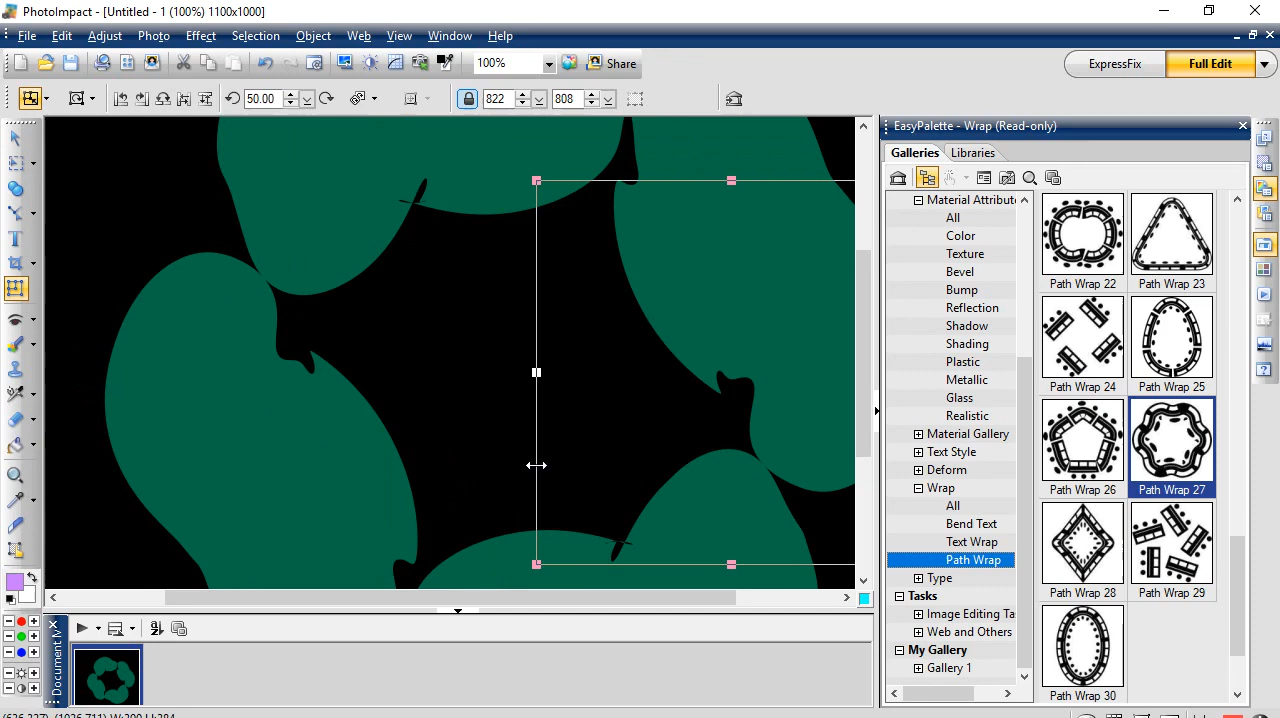 PhotoImpact - [Untitled - 1 (100%) 1100x1000]
File Edit Adjust Photo Effect Selection Object Web View Window Help
100% Share ExpressFix Full Edit
50.00 822 808
EasyPalette - Wrap (Read-only)
Galleries Libraries
Material Attribut
All
Color
Texture
Bevel
Bump
Reflection
Shadow
Shading
Plastic
Metallic
Glass
Realistic
Material Gallery
Text Style
Deform
Wrap
All
Bend Text
Text Wrap
Path Wrap
Type
Tasks
Image Editing Ta
Web and Others
My Gallery
Gallery 1
Path Wrap 22 Path Wrap 23
Path Wrap 24 Path Wrap 25
Path Wrap 26 Path Wrap 27
Path Wrap 28 Path Wrap 29
Path Wrap 30
Document M